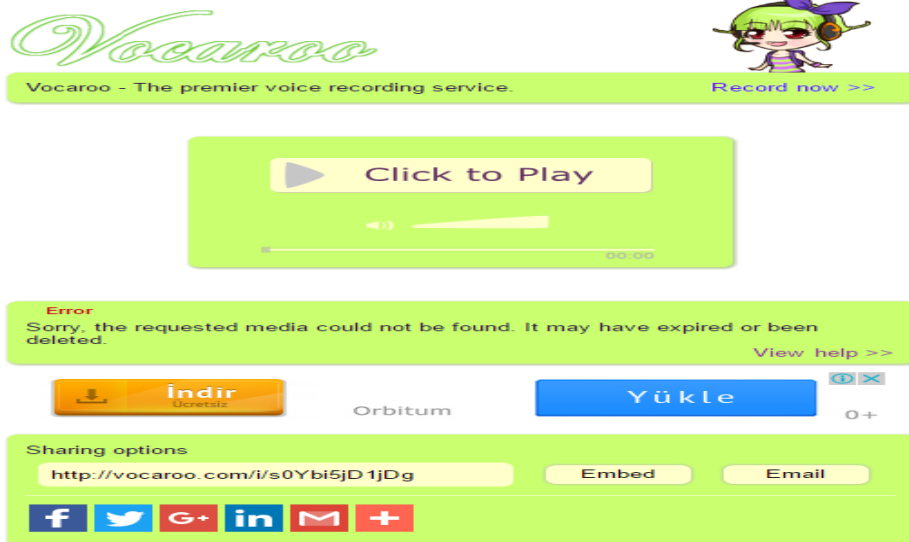 Vocaroo
Vocaroo - The premier voice recording service.
Record now >>
Click to Play
00:00
Error
Sorry, the requested media could not be found. It may have expired or been
deleted.
View help >>
İndir
Ücretsiz
Orbitum
Yükle
0+
Sharing options
http://vocaroo.com/i/s0Ybi5jD1jDg
Embed
Email
f
G+
in
M
+